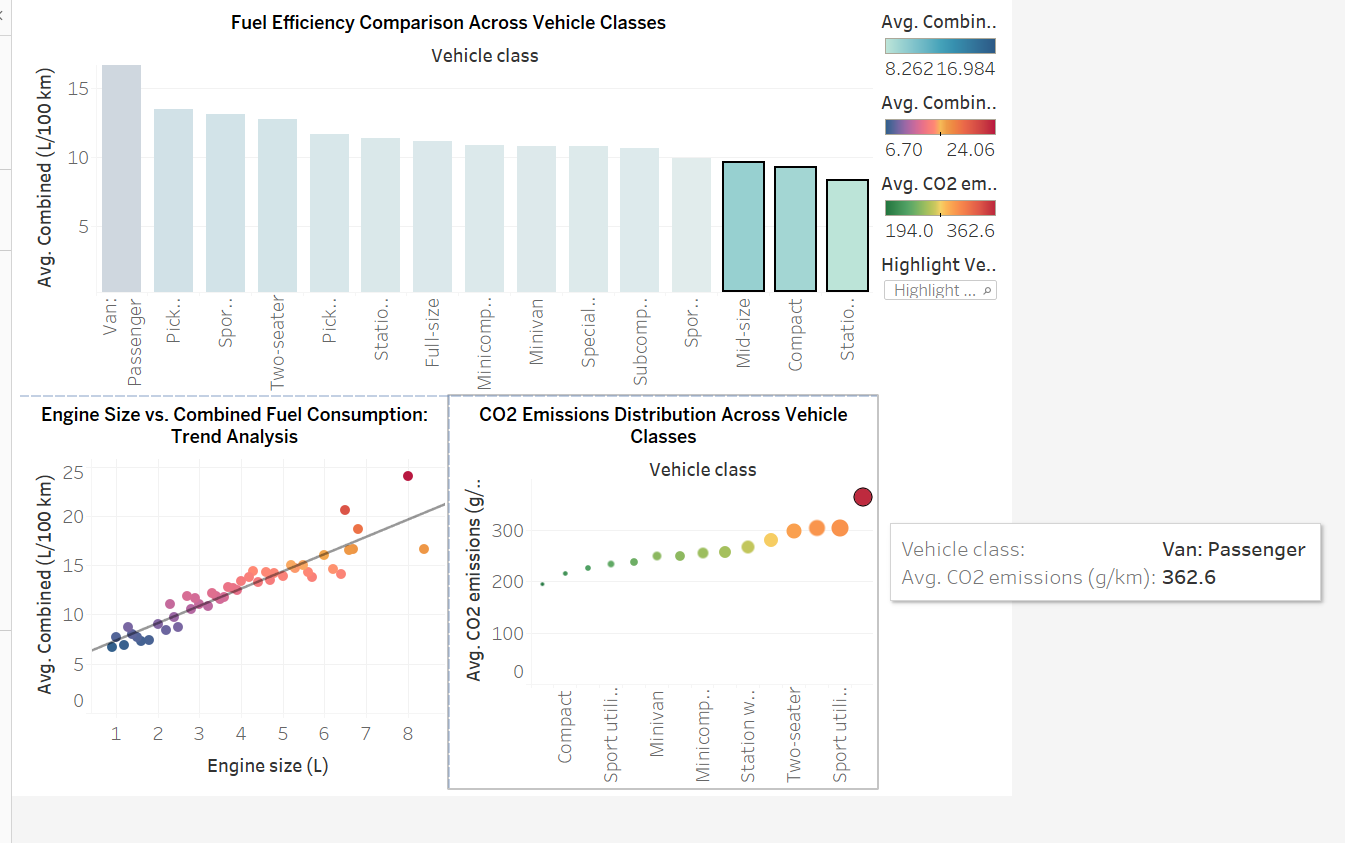 Fuel Efficiency Comparison Across Vehicle Classes
Vehicle class
Avg. Combined (L/100 km)
15
10
5
Van: Passenger
Pick..
Spor..
Two-seater
Pick..
Statio..
Full-size
Minicomp..
Minivan
Special..
Subcomp..
Spor..
Mid-size
Compact
Statio..
Avg. Combin..
8.262 16.984
Avg. Combin..
6.70 24.06
Avg. CO2 em..
194.0 362.6
Highlight Ve..
Highlight ...
Engine Size vs. Combined Fuel Consumption:
Trend Analysis
Avg. Combined (L/100 km)
25
20
15
10
5
0
1 2 3 4 5 6 7 8
Engine size (L)
CO2 Emissions Distribution Across Vehicle
Classes
Vehicle class
Avg. CO2 emissions (g/..
300
200
100
0
Compact
Sport utili..
Minivan
Minicomp..
Station w..
Two-seater
Sport utili..
Vehicle class: Van: Passenger
Avg. CO2 emissions (g/km): 362.6